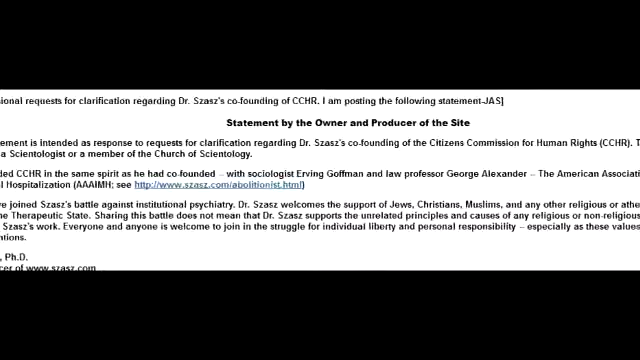 sional requests for clarification regarding Dr. Szasz's co-founding of CCHR. I am posting the following statement-JAS]
Statement by the Owner and Producer of the Site
ement is intended as response to requests for clarification regarding Dr. Szasz's co-founding of the Citizens Commission for Human Rights (CCHR). T
a Scientologist or a member of the Church of Scientology.
ded CCHR in the same spirit as he had co-founded – with sociologist Erving Goffman and law professor George Alexander – The American Associati
l Hospitalization (AAAIMH; see http://www.szasz.com/abolitionist.html)
ve joined Szasz's battle against institutional psychiatry. Dr. Szasz welcomes the support of Jews, Christians, Muslims, and any other religious or athe
he Therapeutic State. Sharing this battle does not mean that Dr. Szasz supports the unrelated principles and causes of any religious or non-religious
Szasz's work. Everyone and anyone is welcome to join in the struggle for individual liberty and personal responsibility – especially as these values
ntions.
, Ph.D.
cer of www.szasz.com